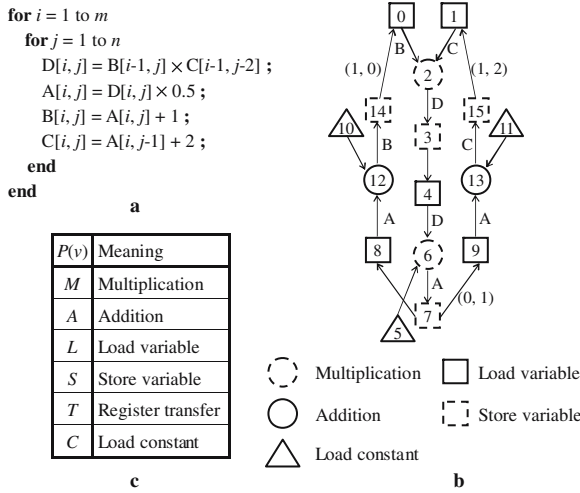 for i = 1 to m
for j = 1 to n
D[i, j] = B[i-1, j] × C[i-1, j-2] ;
A[i, j] = D[i, j] × 0.5 ;
B[i, j] = A[i, j] + 1 ;
C[i, j] = A[i, j-1] + 2 ;
end
end
a
P(v) Meaning
M Multiplication
A Addition
L Load variable
S Store variable
T Register transfer
C Load constant
c
0 1
B C
2
(1, 0) D (1, 2)
14 3 15
10 11
B C
12 4 13
A D A
8 6 9
A
(0, 1)
7
5
Multiplication Load variable
Addition Store variable
Load constant
b